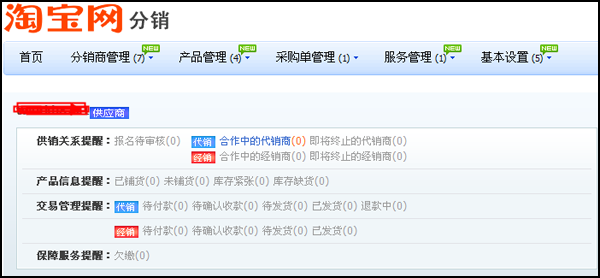 淘宝网 分销
首页 分销商管理 (7) NEW 产品管理 (4) NEW 采购单管理 (1) 服务管理 (1) NEW 基本设置 (5) NEW
供应商
供销关系提醒：报名待审核(0) 代销 合作中的代销商(0) 即将终止的代销商(0)
经销 合作中的经销商(0) 即将终止的经销商(0)
产品信息提醒：已铺货(0) 未铺货(0) 库存紧张(0) 库存缺货(0)
交易管理提醒：代销 待付款(0) 待确认收款(0) 待发货(0) 已发货(0) 退款中(0)
经销 待付款(0) 待确认收款(0) 待发货(0) 已发货(0)
保障服务提醒：欠缴(0)